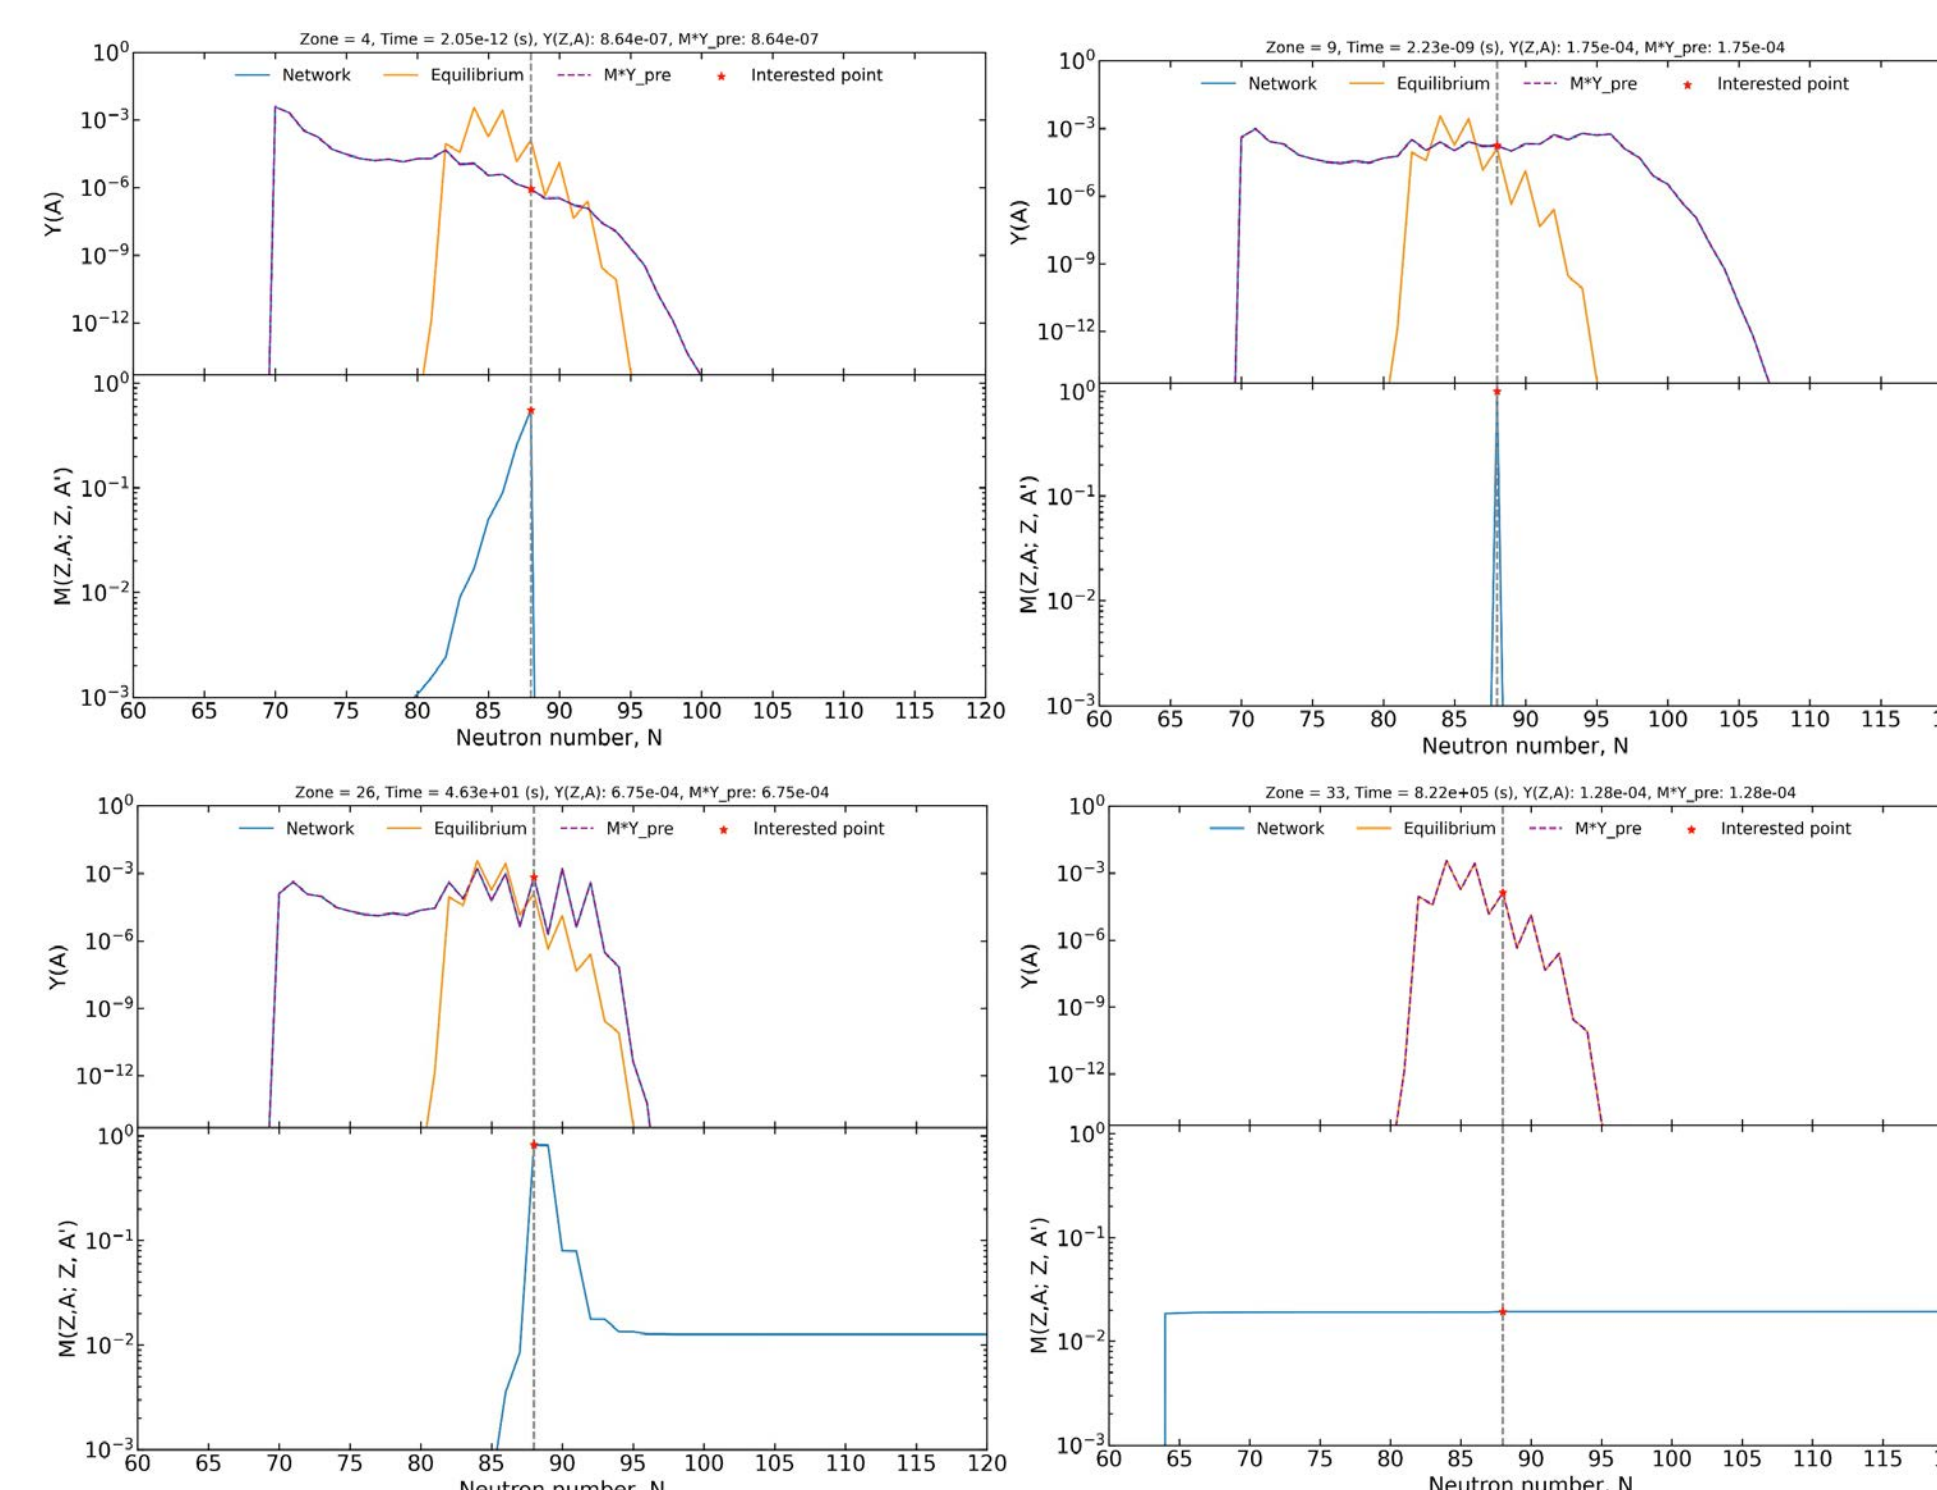 Zone = 4, Time = 2.05e-12 (s), Y(Z,A): 8.64e-07, M*Y_pre: 8.64e-07
Network Equilibrium M*Y_pre Interested point
10^0
10^−3
10^−6
10^−9
10^−12
Y(A)
10^0
10^−1
10^−2
10^−3
M(Z,A; Z, A')
60 65 70 75 80 85 90 95 100 105 110 115 120
Neutron number, N
Zone = 9, Time = 2.23e-09 (s), Y(Z,A): 1.75e-04, M*Y_pre: 1.75e-04
Network Equilibrium M*Y_pre Interested point
10^0
10^−3
10^−6
10^−9
10^−12
Y(A)
10^0
10^−1
10^−2
10^−3
M(Z,A; Z, A')
60 65 70 75 80 85 90 95 100 105 110 115
Neutron number, N
Zone = 26, Time = 4.63e+01 (s), Y(Z,A): 6.75e-04, M*Y_pre: 6.75e-04
Network Equilibrium M*Y_pre Interested point
10^0
10^−3
10^−6
10^−9
10^−12
Y(A)
10^0
10^−1
10^−2
10^−3
M(Z,A; Z, A')
60 65 70 75 80 85 90 95 100 105 110 115 120
Neutron number, N
Zone = 33, Time = 8.22e+05 (s), Y(Z,A): 1.28e-04, M*Y_pre: 1.28e-04
Network Equilibrium M*Y_pre Interested point
10^0
10^−3
10^−6
10^−9
10^−12
Y(A)
10^0
10^−1
10^−2
10^−3
M(Z,A; Z, A')
60 65 70 75 80 85 90 95 100 105 110 115
Neutron number, N